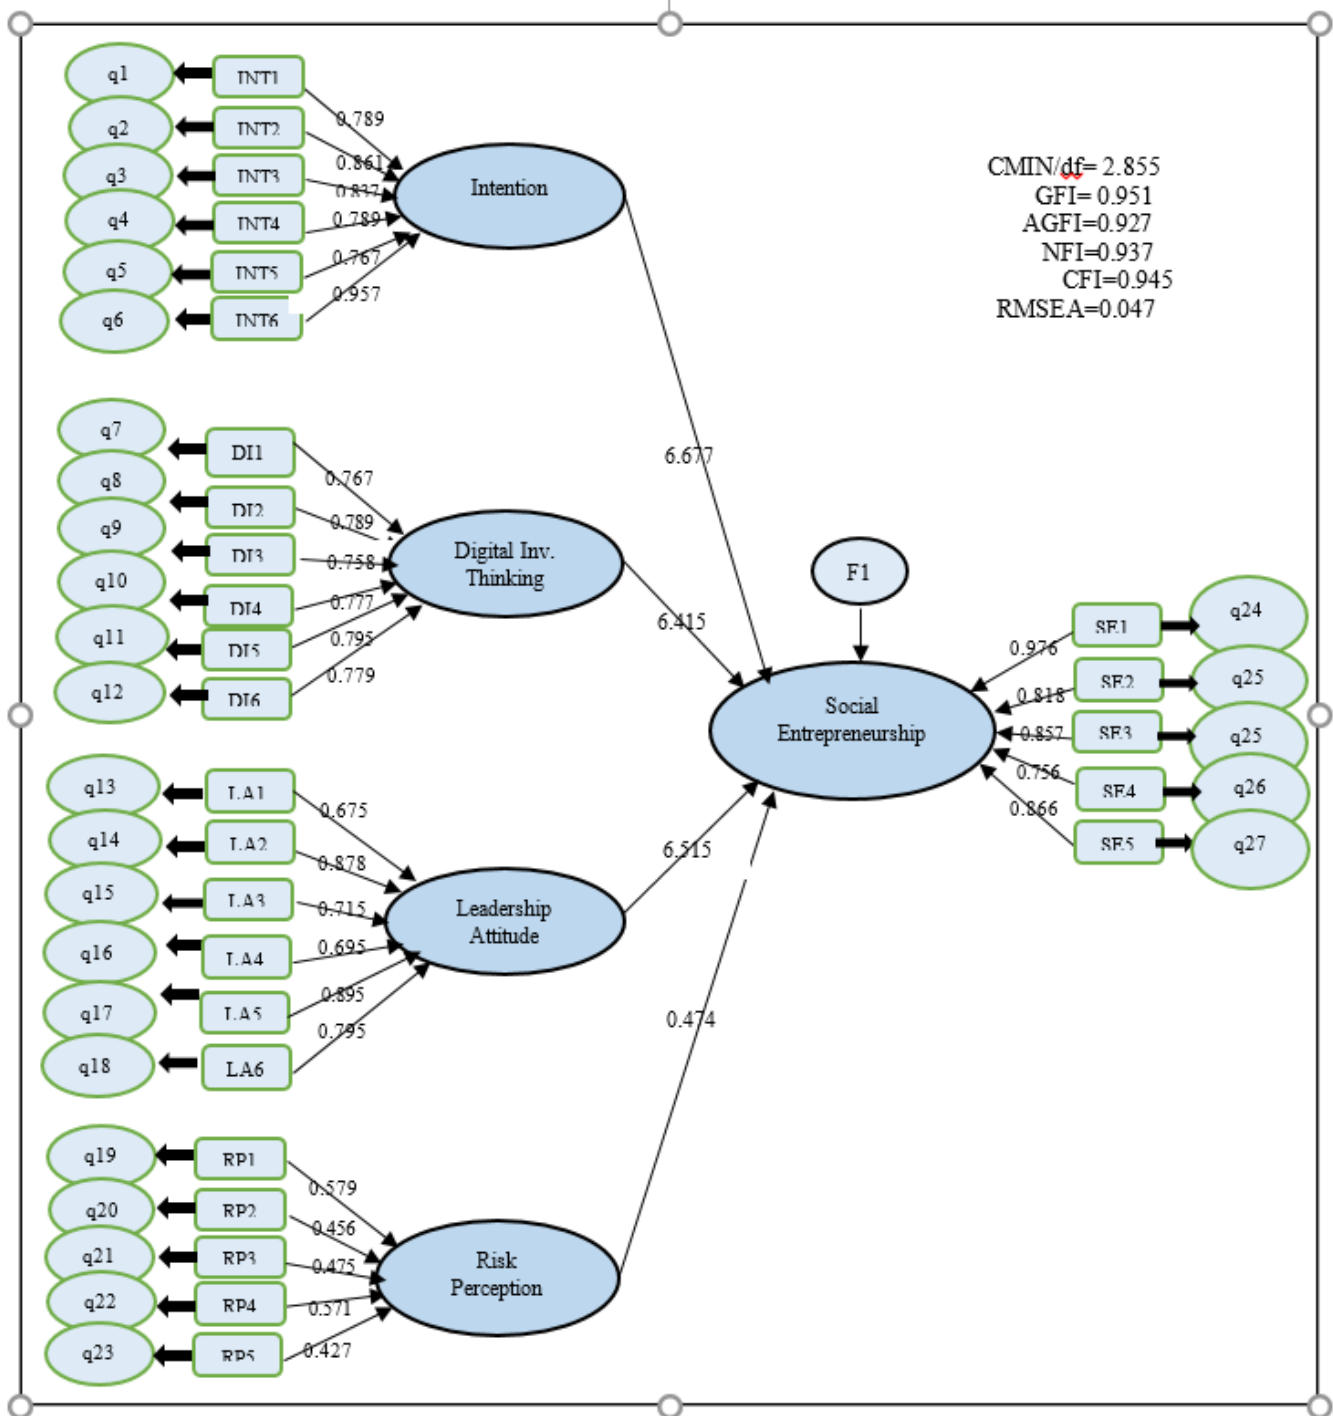 q1
INT1
0.789
q2
INT2
0.861
q3
INT3
0.837
q4
INT4
0.789
q5
INT5
0.767
q6
INT6
0.957
Intention
CMIN/df= 2.855
GFI= 0.951
AGFI=0.927
NFI=0.937
CFI=0.945
RMSEA=0.047
6.677
q7
DI1
0.767
q8
DI2
0.789
q9
DI3
0.758
q10
DI4
0.777
q11
DI5
0.795
q12
DI6
0.779
Digital Inv.
Thinking
6.415
F1
Social
Entrepreneurship
0.976
SE1
q24
0.818
SE2
q25
0.857
SE3
q25
0.756
SE4
q26
0.866
SE5
q27
q13
LA1
0.675
q14
LA2
0.878
q15
LA3
0.715
q16
LA4
0.695
q17
LA5
0.895
q18
LA6
0.795
Leadership
Attitude
6.515
0.474
q19
RP1
0.579
q20
RP2
0.456
q21
RP3
0.475
q22
RP4
0.571
q23
RP5
0.427
Risk
Perception